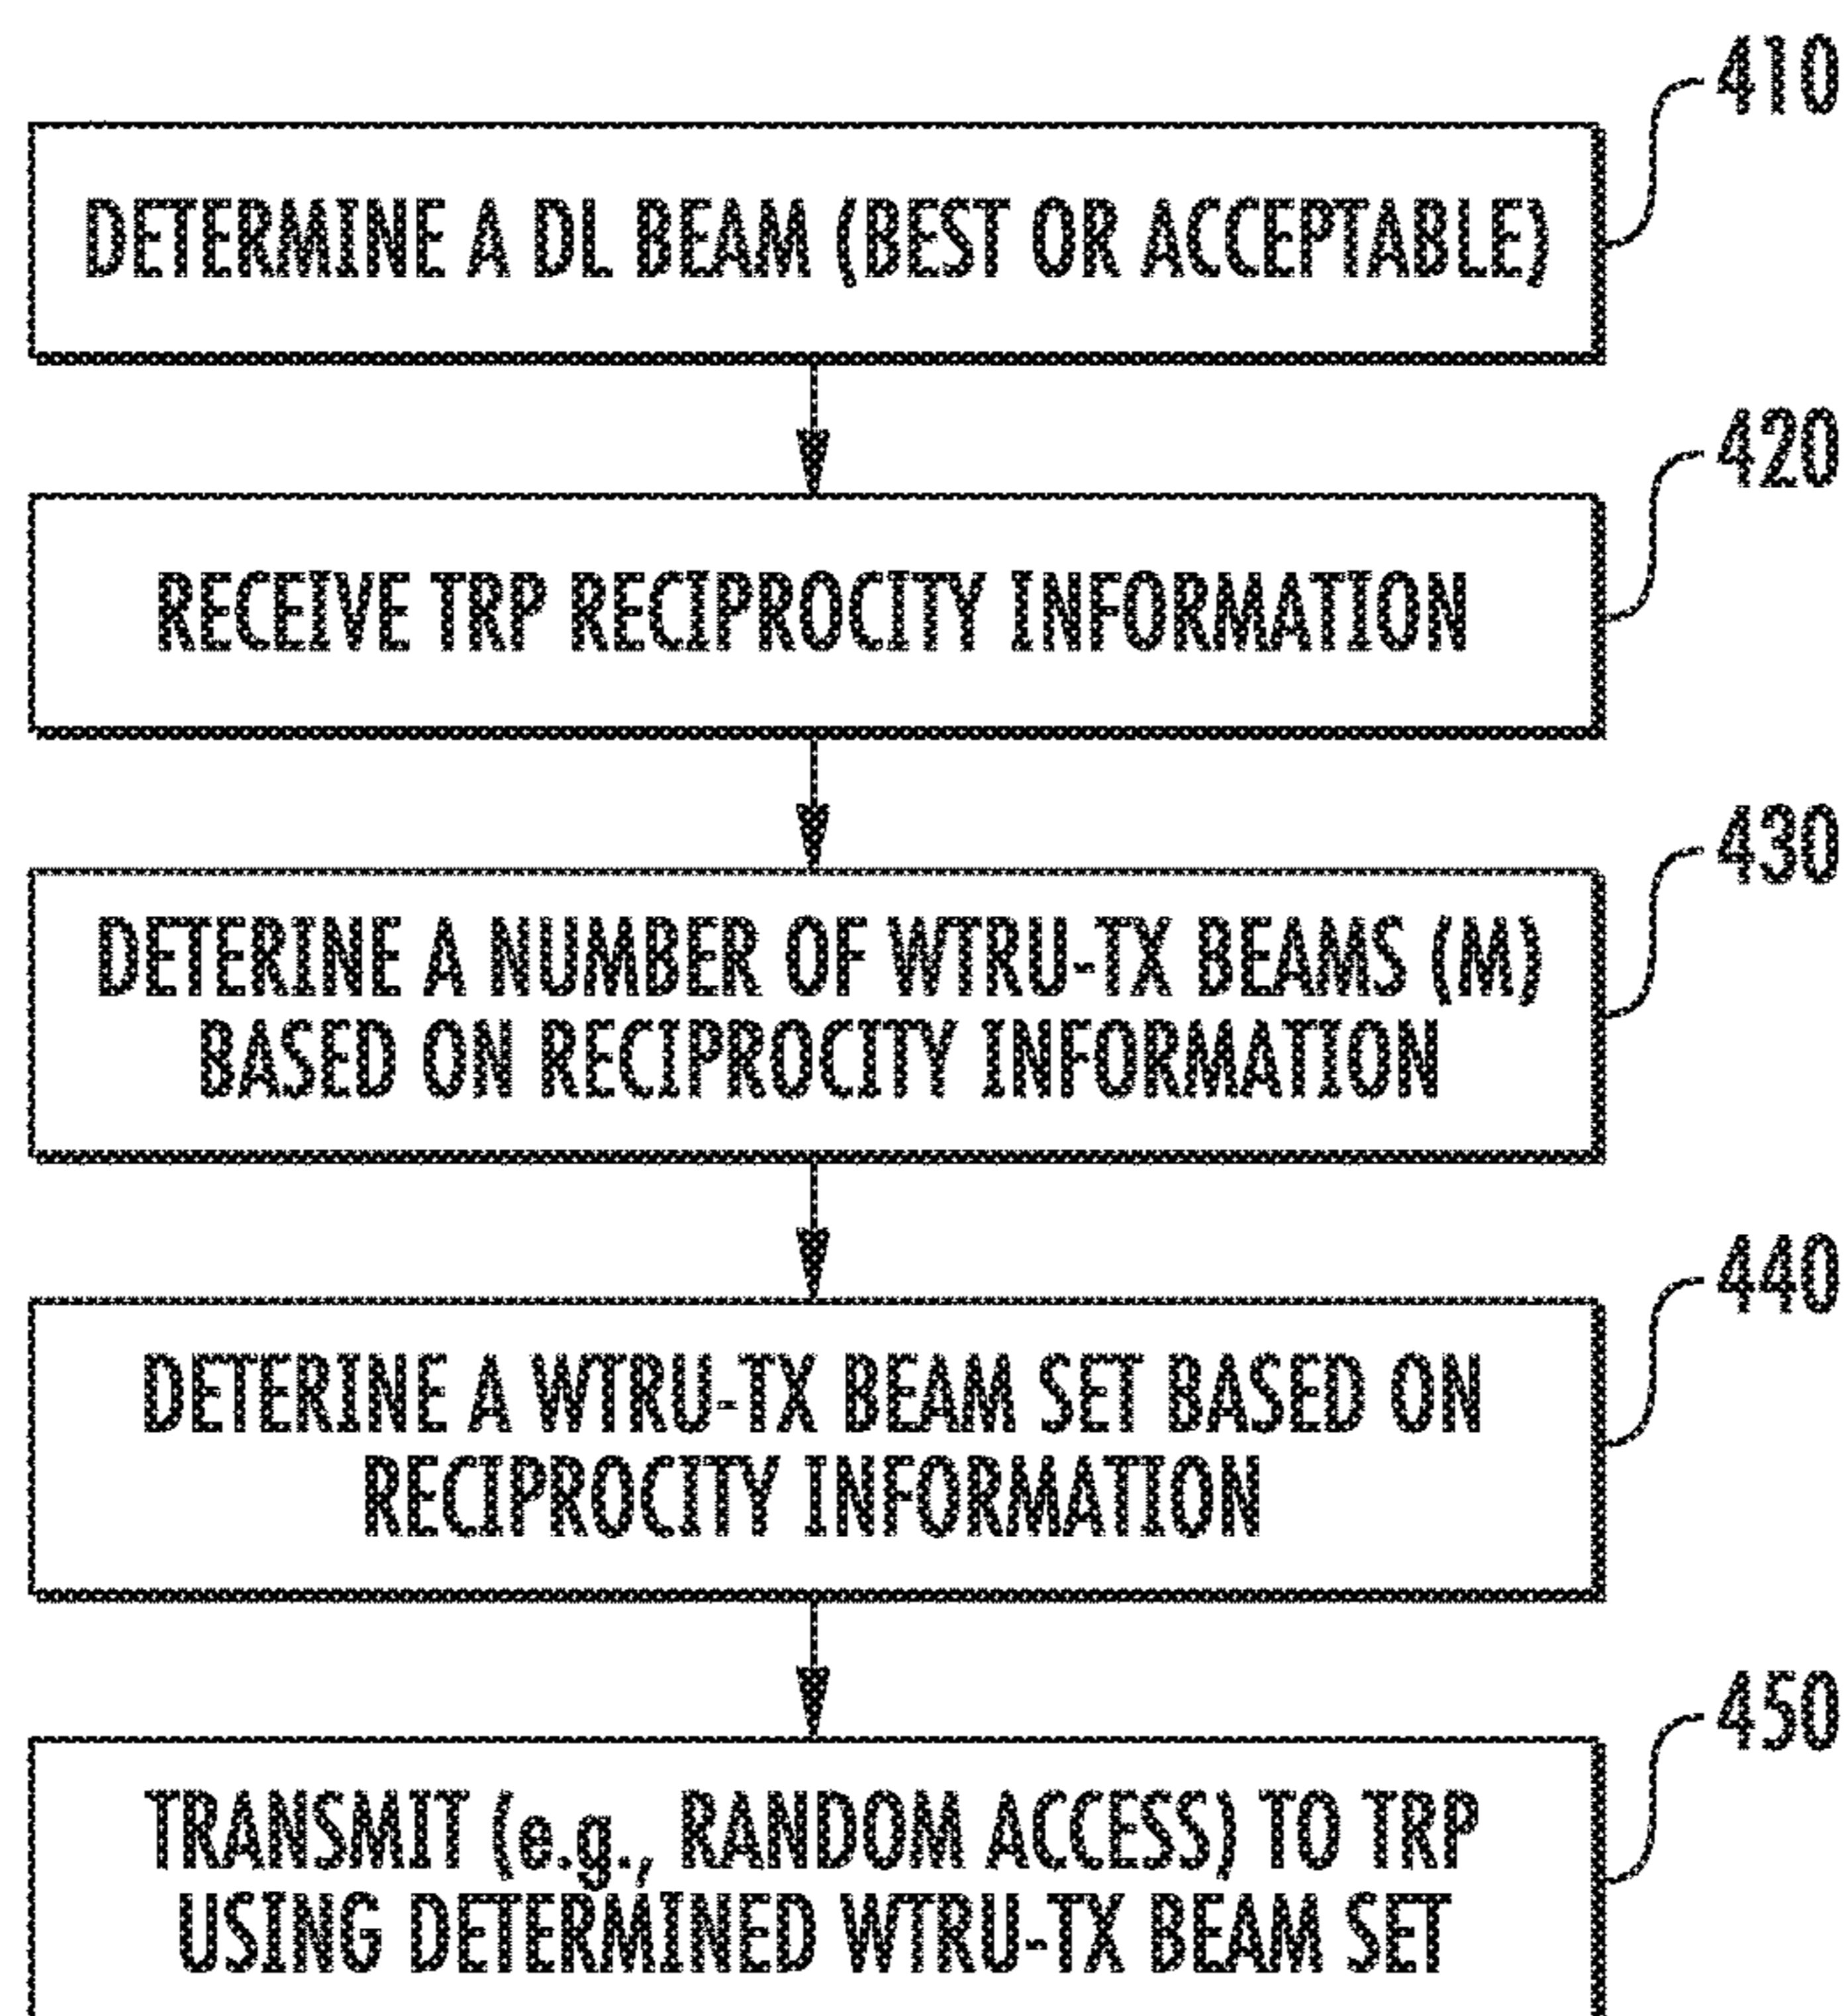 410
DETERMINE A DL BEAM (BEST OR ACCEPTABLE)
420
RECEIVE TRP RECIPROCITY INFORMATION
430
DETERINE A NUMBER OF WTRU-TX BEAMS (M)
BASED ON RECIPROCITY INFORMATION
440
DETERINE A WTRU-TX BEAM SET BASED ON
RECIPROCITY INFORMATION
450
TRANSMIT (e.g., RANDOM ACCESS) TO TRP
USING DETERMINED WTRU-TX BEAM SET